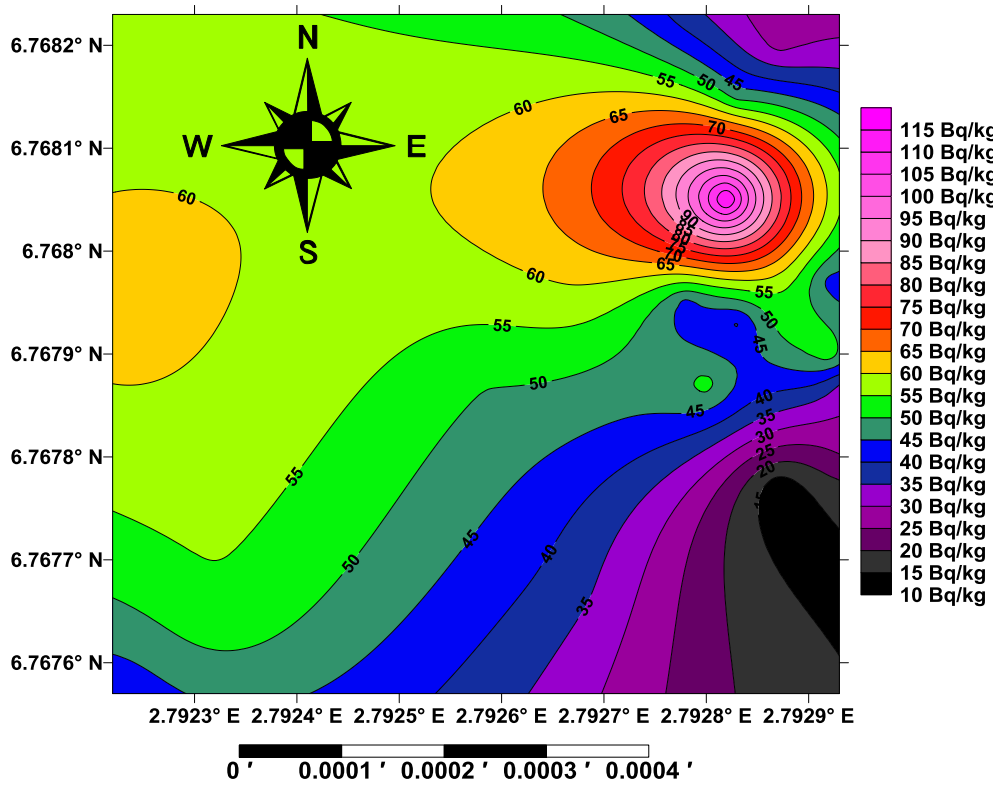 6.7682° N
6.7681° N
6.768° N
6.7679° N
6.7678° N
6.7677° N
6.7676° N
N
W E
S
55 50 45
60 65 70
60
90
70
65
60
55
55
50
45
50
45
40
35
30
25
20
55
45
50
40
35
115 Bq/kg
110 Bq/kg
105 Bq/kg
100 Bq/kg
95 Bq/kg
90 Bq/kg
85 Bq/kg
80 Bq/kg
75 Bq/kg
70 Bq/kg
65 Bq/kg
60 Bq/kg
55 Bq/kg
50 Bq/kg
45 Bq/kg
40 Bq/kg
35 Bq/kg
30 Bq/kg
25 Bq/kg
20 Bq/kg
15 Bq/kg
10 Bq/kg
2.7923° E 2.7924° E 2.7925° E 2.7926° E 2.7927° E 2.7928° E 2.7929° E
0 ′ 0.0001 ′ 0.0002 ′ 0.0003 ′ 0.0004 ′